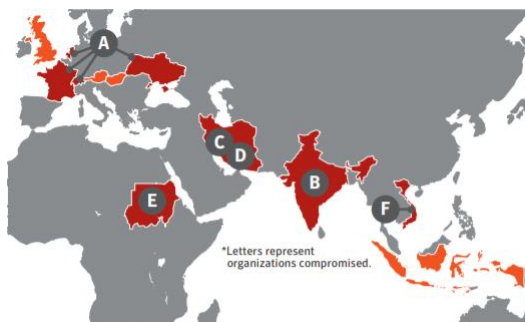 A
C
D
B
F
E
*Letters represent
organizations compromised.